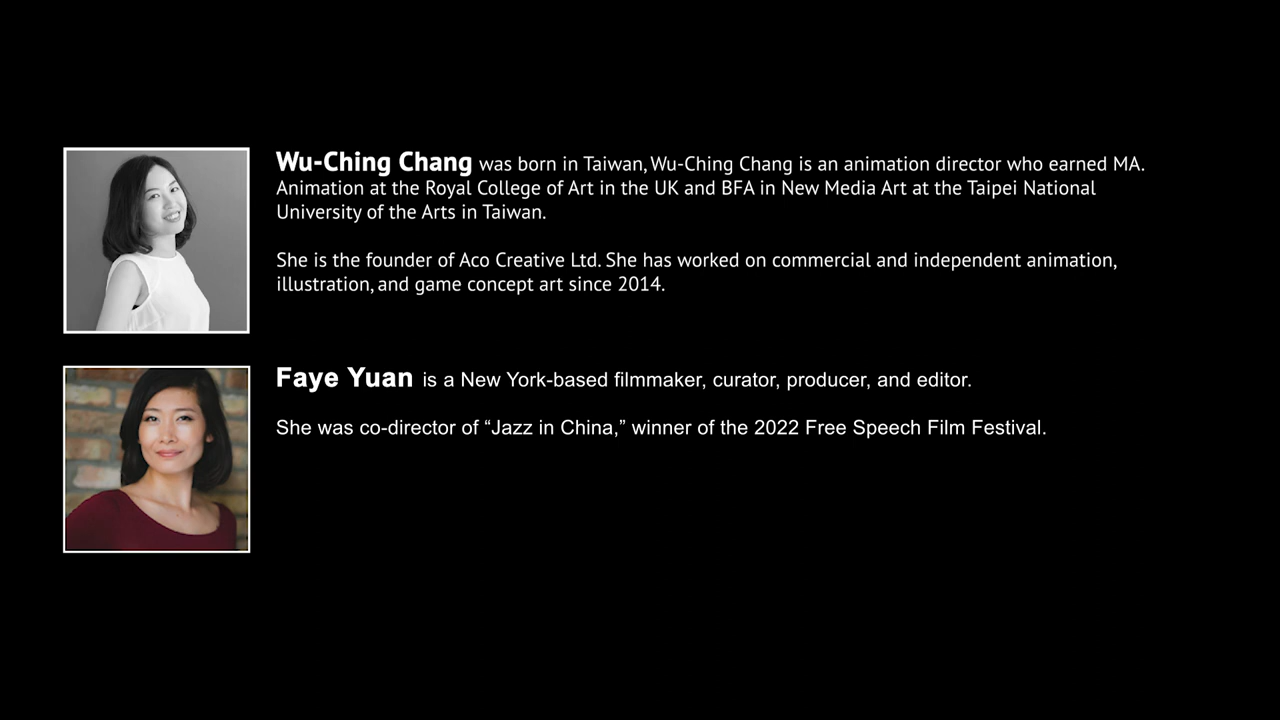 Wu-Ching Chang was born in Taiwan, Wu-Ching Chang is an animation director who earned MA.
Animation at the Royal College of Art in the UK and BFA in New Media Art at the Taipei National
University of the Arts in Taiwan.
She is the founder of Aco Creative Ltd. She has worked on commercial and independent animation,
illustration, and game concept art since 2014.
Faye Yuan is a New York-based filmmaker, curator, producer, and editor.
She was co-director of “Jazz in China,” winner of the 2022 Free Speech Film Festival.